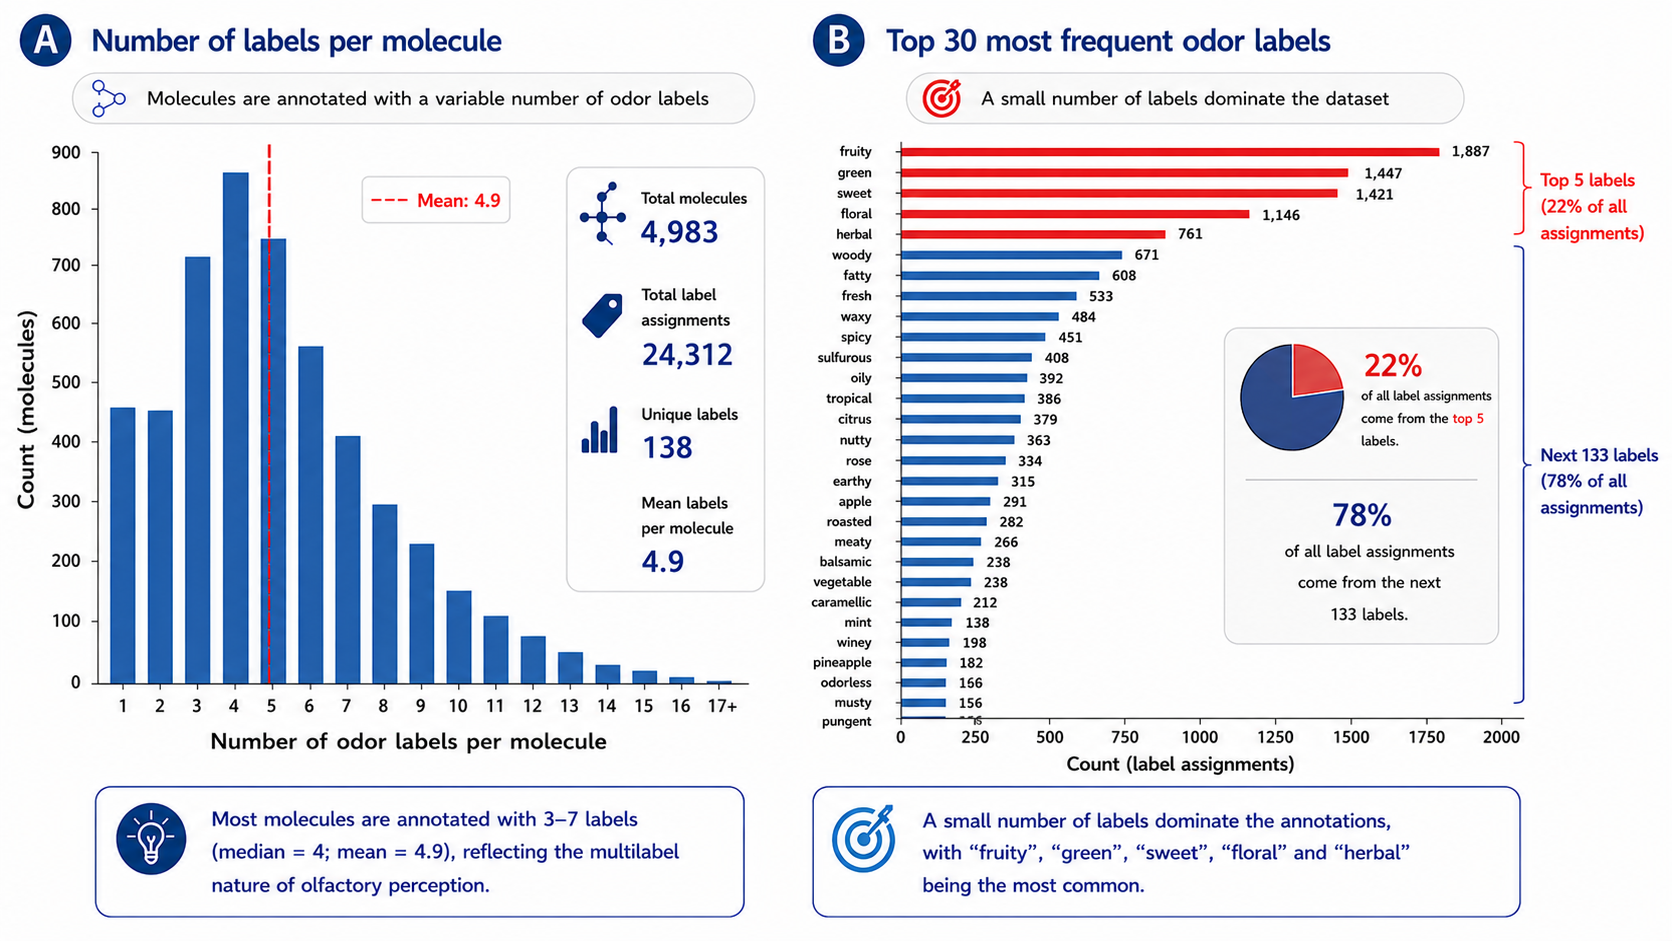 A
Number of labels per molecule
Molecules are annotated with a variable number of odor labels
900
800
700
600
500
400
300
200
100
0
Count (molecules)
Mean: 4.9
Total molecules
4,983
Total label
assignments
24,312
Unique labels
138
Mean labels
per molecule
4.9
1 2 3 4 5 6 7 8 9 10 11 12 13 14 15 16 17+
Number of odor labels per molecule
Most molecules are annotated with 3–7 labels
(median = 4; mean = 4.9), reflecting the multilabel
nature of olfactory perception.
B
Top 30 most frequent odor labels
A small number of labels dominate the dataset
fruity 1,887
green 1,447
sweet 1,421
floral 1,146
herbal 761
woody 671
fatty 608
fresh 533
waxy 484
spicy 451
sulfurous 408
oily 392
tropical 386
citrus 379
nutty 363
rose 334
earthy 315
apple 291
roasted 282
meaty 266
balsamic 238
vegetable 238
caramellic 212
mint 138
winey 198
pineapple 182
odorless 166
musty 156
pungent
0 250 500 750 1000 1250 1500 1750 2000
Count (label assignments)
Top 5 labels
(22% of all
assignments)
22%
of all label assignments
come from the top 5
labels.
78%
of all label assignments
come from the next
133 labels.
Next 133 labels
(78% of all
assignments)
A small number of labels dominate the annotations,
with “fruity”, “green”, “sweet”, “floral” and “herbal”
being the most common.